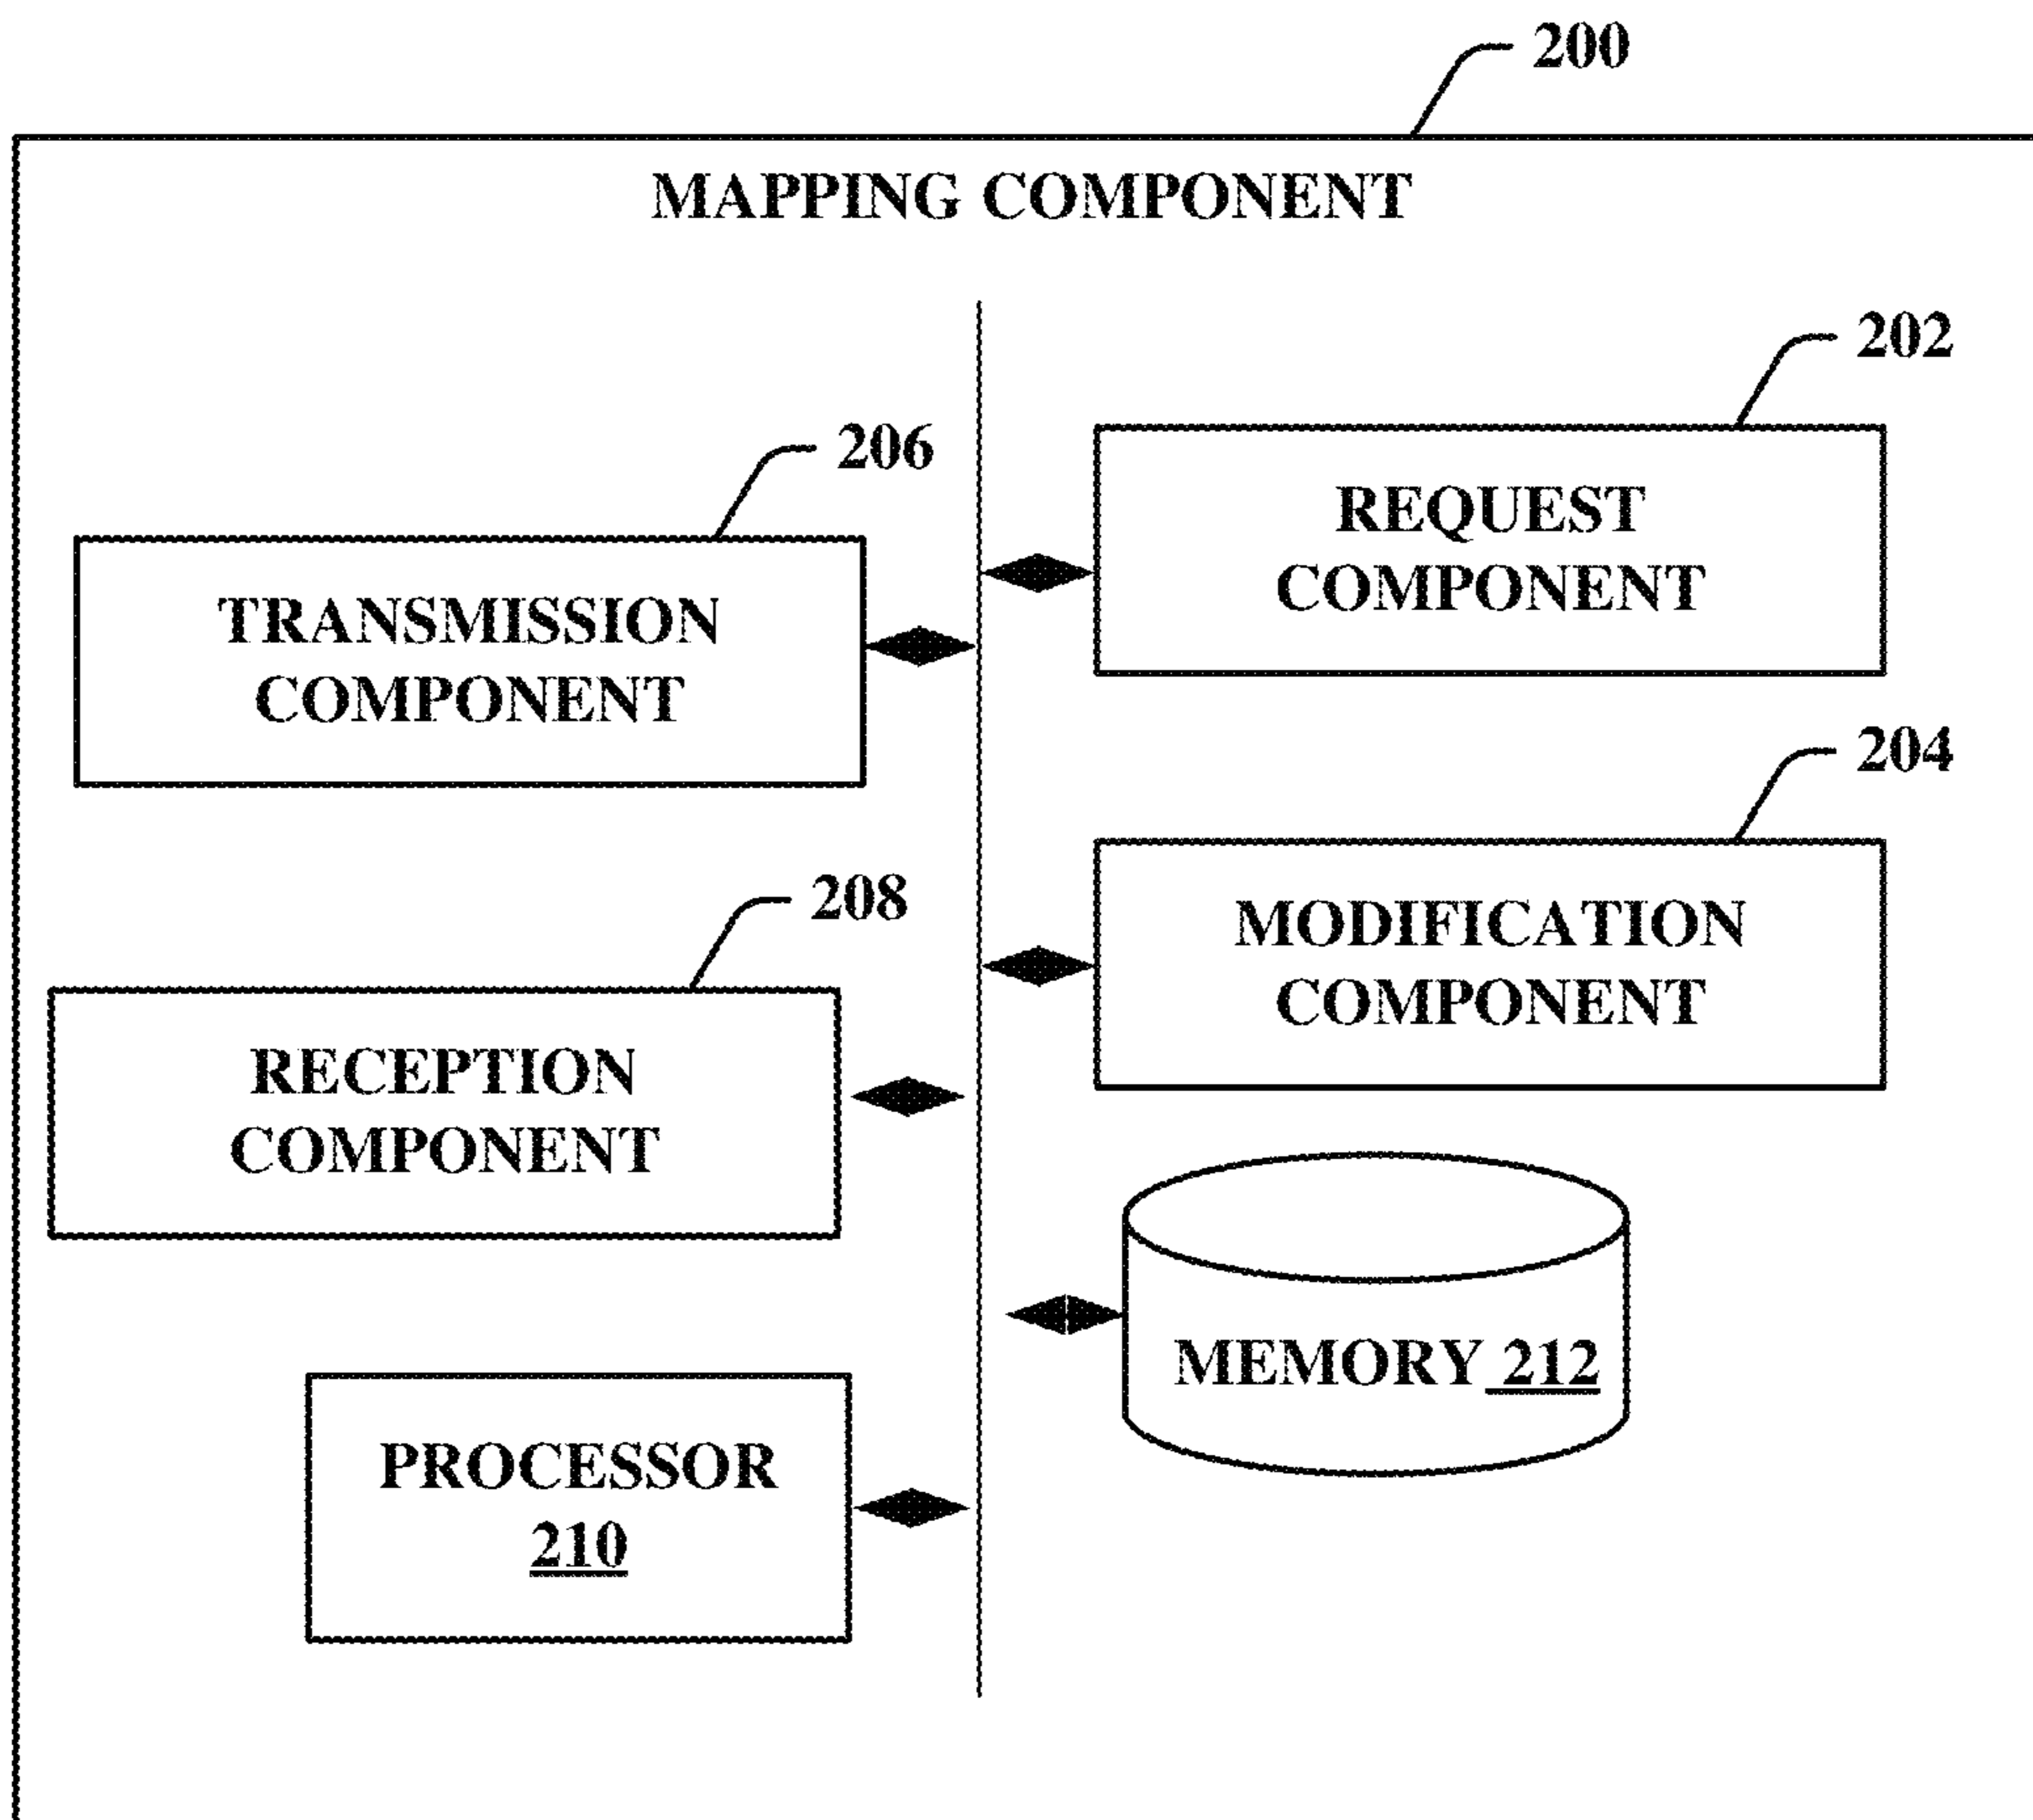 200
MAPPING COMPONENT
202
206
REQUEST
COMPONENT
TRANSMISSION
COMPONENT
204
208
MODIFICATION
COMPONENT
RECEPTION
COMPONENT
MEMORY 212
PROCESSOR
210